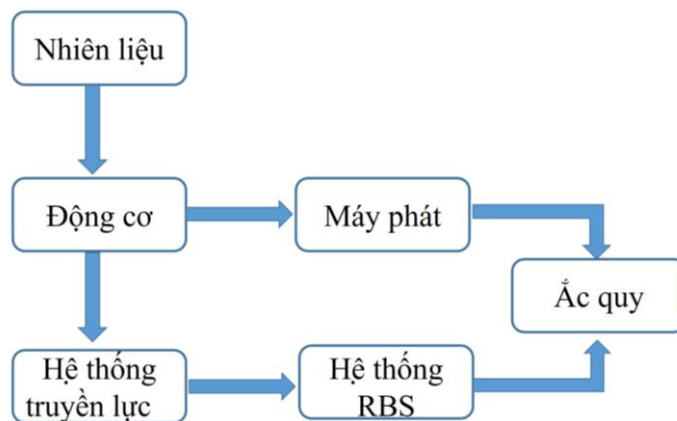 Nhiên liệu
Động cơ
Máy phát
Ắc quy
Hệ thống
truyền lực
Hệ thống
RBS